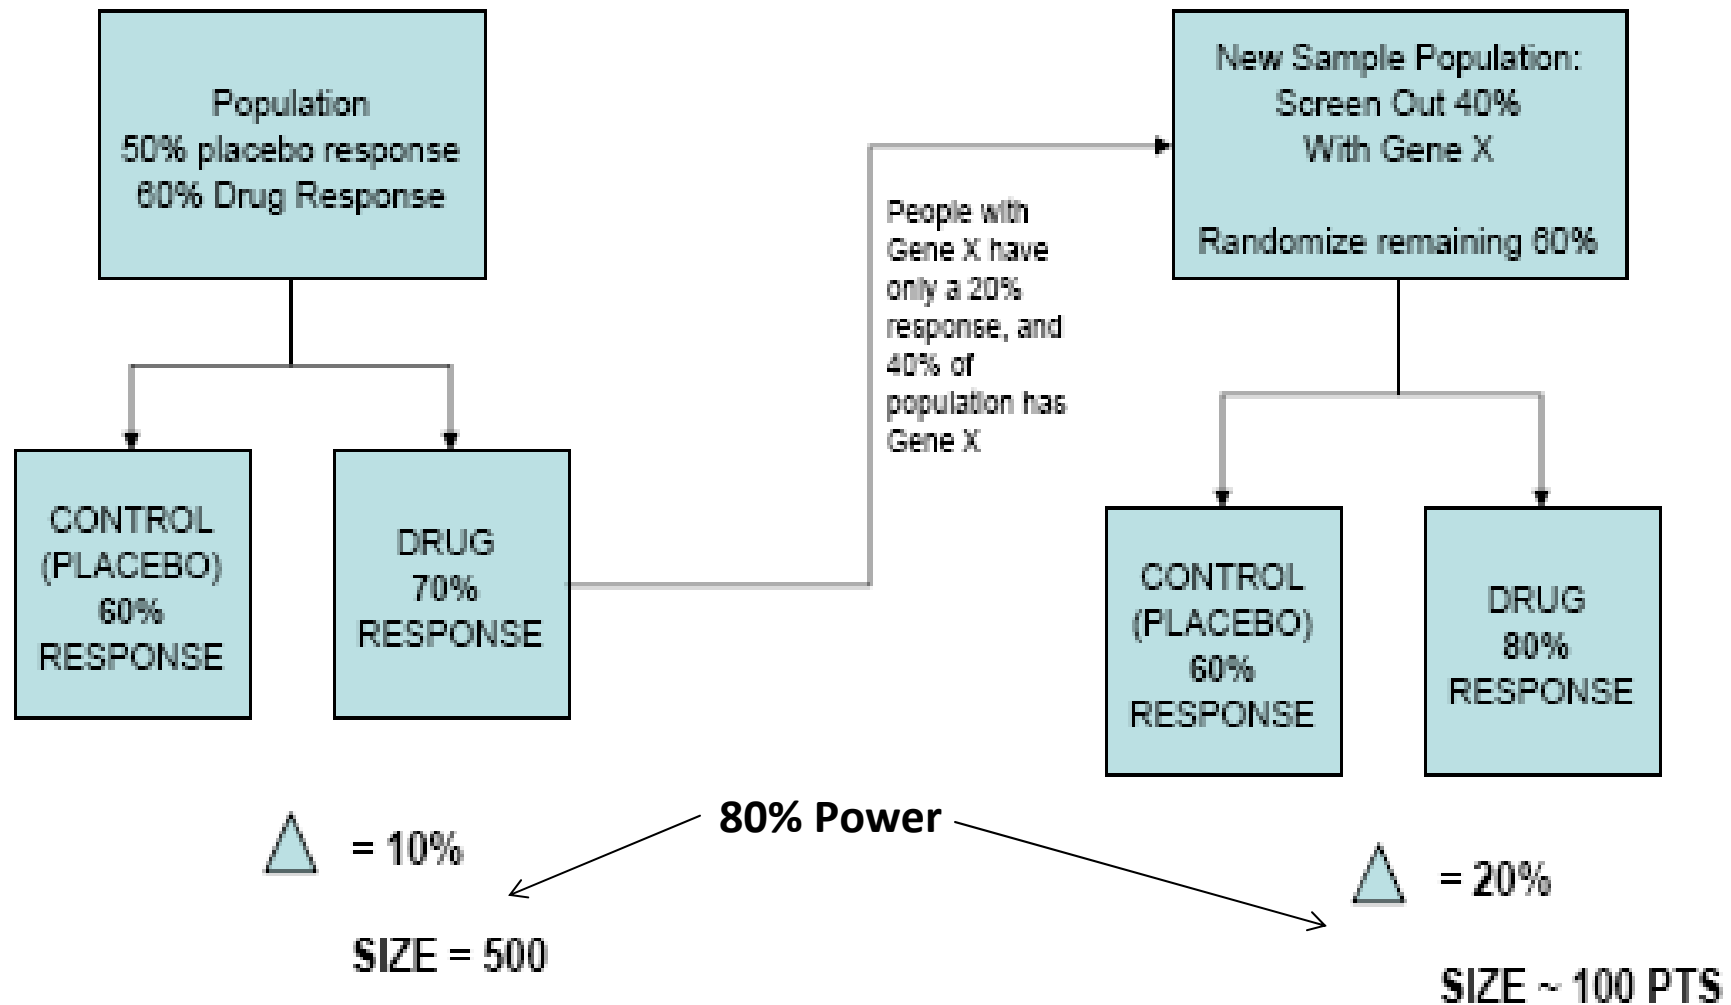 Population
50% placebo response
60% Drug Response
CONTROL
(PLACEBO)
60%
RESPONSE
DRUG
70%
RESPONSE
= 10%
SIZE = 500
People with
Gene X have
only a 20%
response, and
40% of
population has
Gene X
80% Power
New Sample Population:
Screen Out 40%
With Gene X
Randomize remaining 60%
CONTROL
(PLACEBO)
60%
RESPONSE
DRUG
80%
RESPONSE
= 20%
SIZE ~ 100 PTS